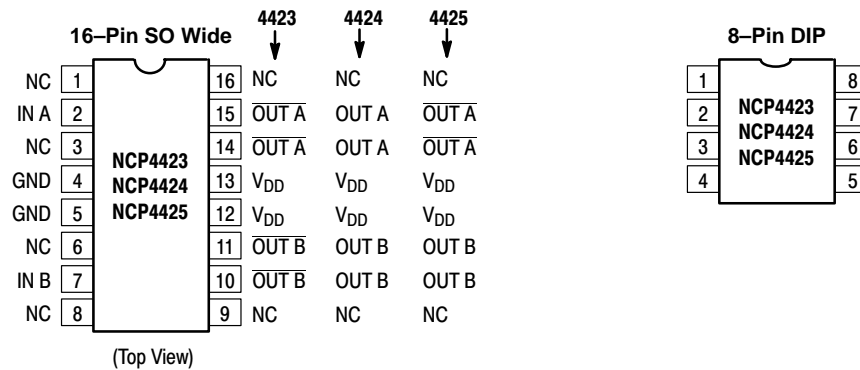 4423 4424 4425
16–Pin SO Wide 8–Pin DIP
NC 1 16 NC NC NC 1 8
IN A 2 15 OUT A OUT A OUT A 2 NCP4423 7
NC 3 NCP4423 14 OUT A OUT A OUT A 3 NCP4424 6
GND 4 NCP4424 13 VDD VDD VDD 4 NCP4425 5
GND 5 NCP4425 12 VDD VDD VDD
NC 6 11 OUT B OUT B OUT B
IN B 7 10 OUT B OUT B OUT B
NC 8 9 NC NC NC
(Top View)